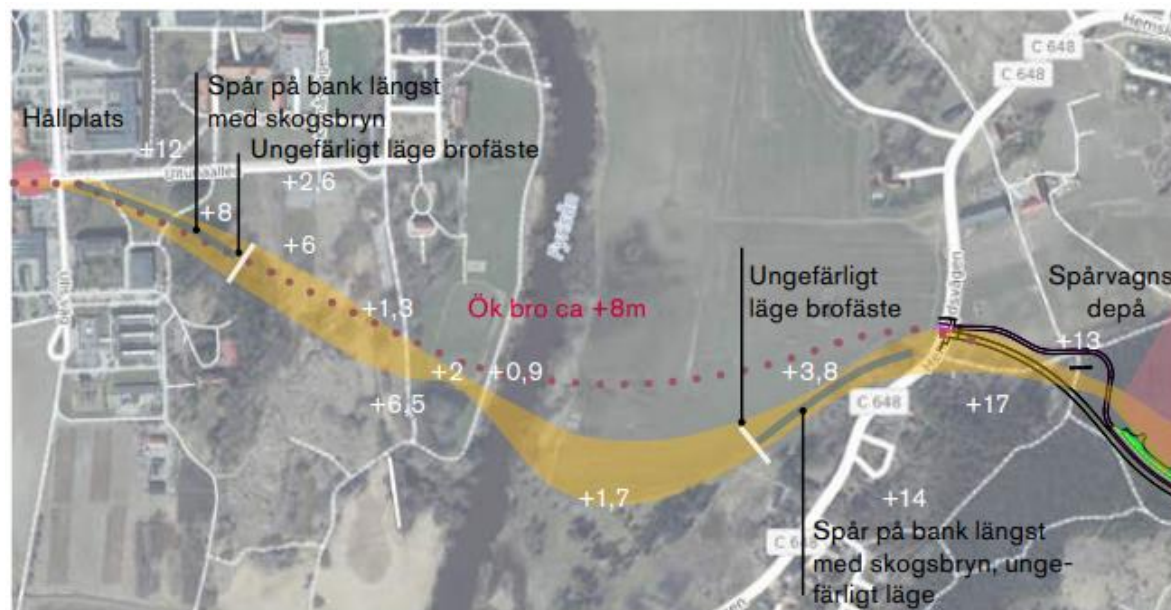 Hemsl
C 648
C 648
Spår på bank längst
med skogsbryn
Hållplats
+12
Ungefärligt läge brofäste
+2,6
+8
+6
Fyrisån
Ungefärligt
läge brofäste
Spårvagns
depå
+1,3
Ök bro ca +8m
+13
+2
+0,9
+3,8
+6,5
C 648
+17
+1,7
+14
Spår på bank längst
med skogsbryn, unge-
färligt läge